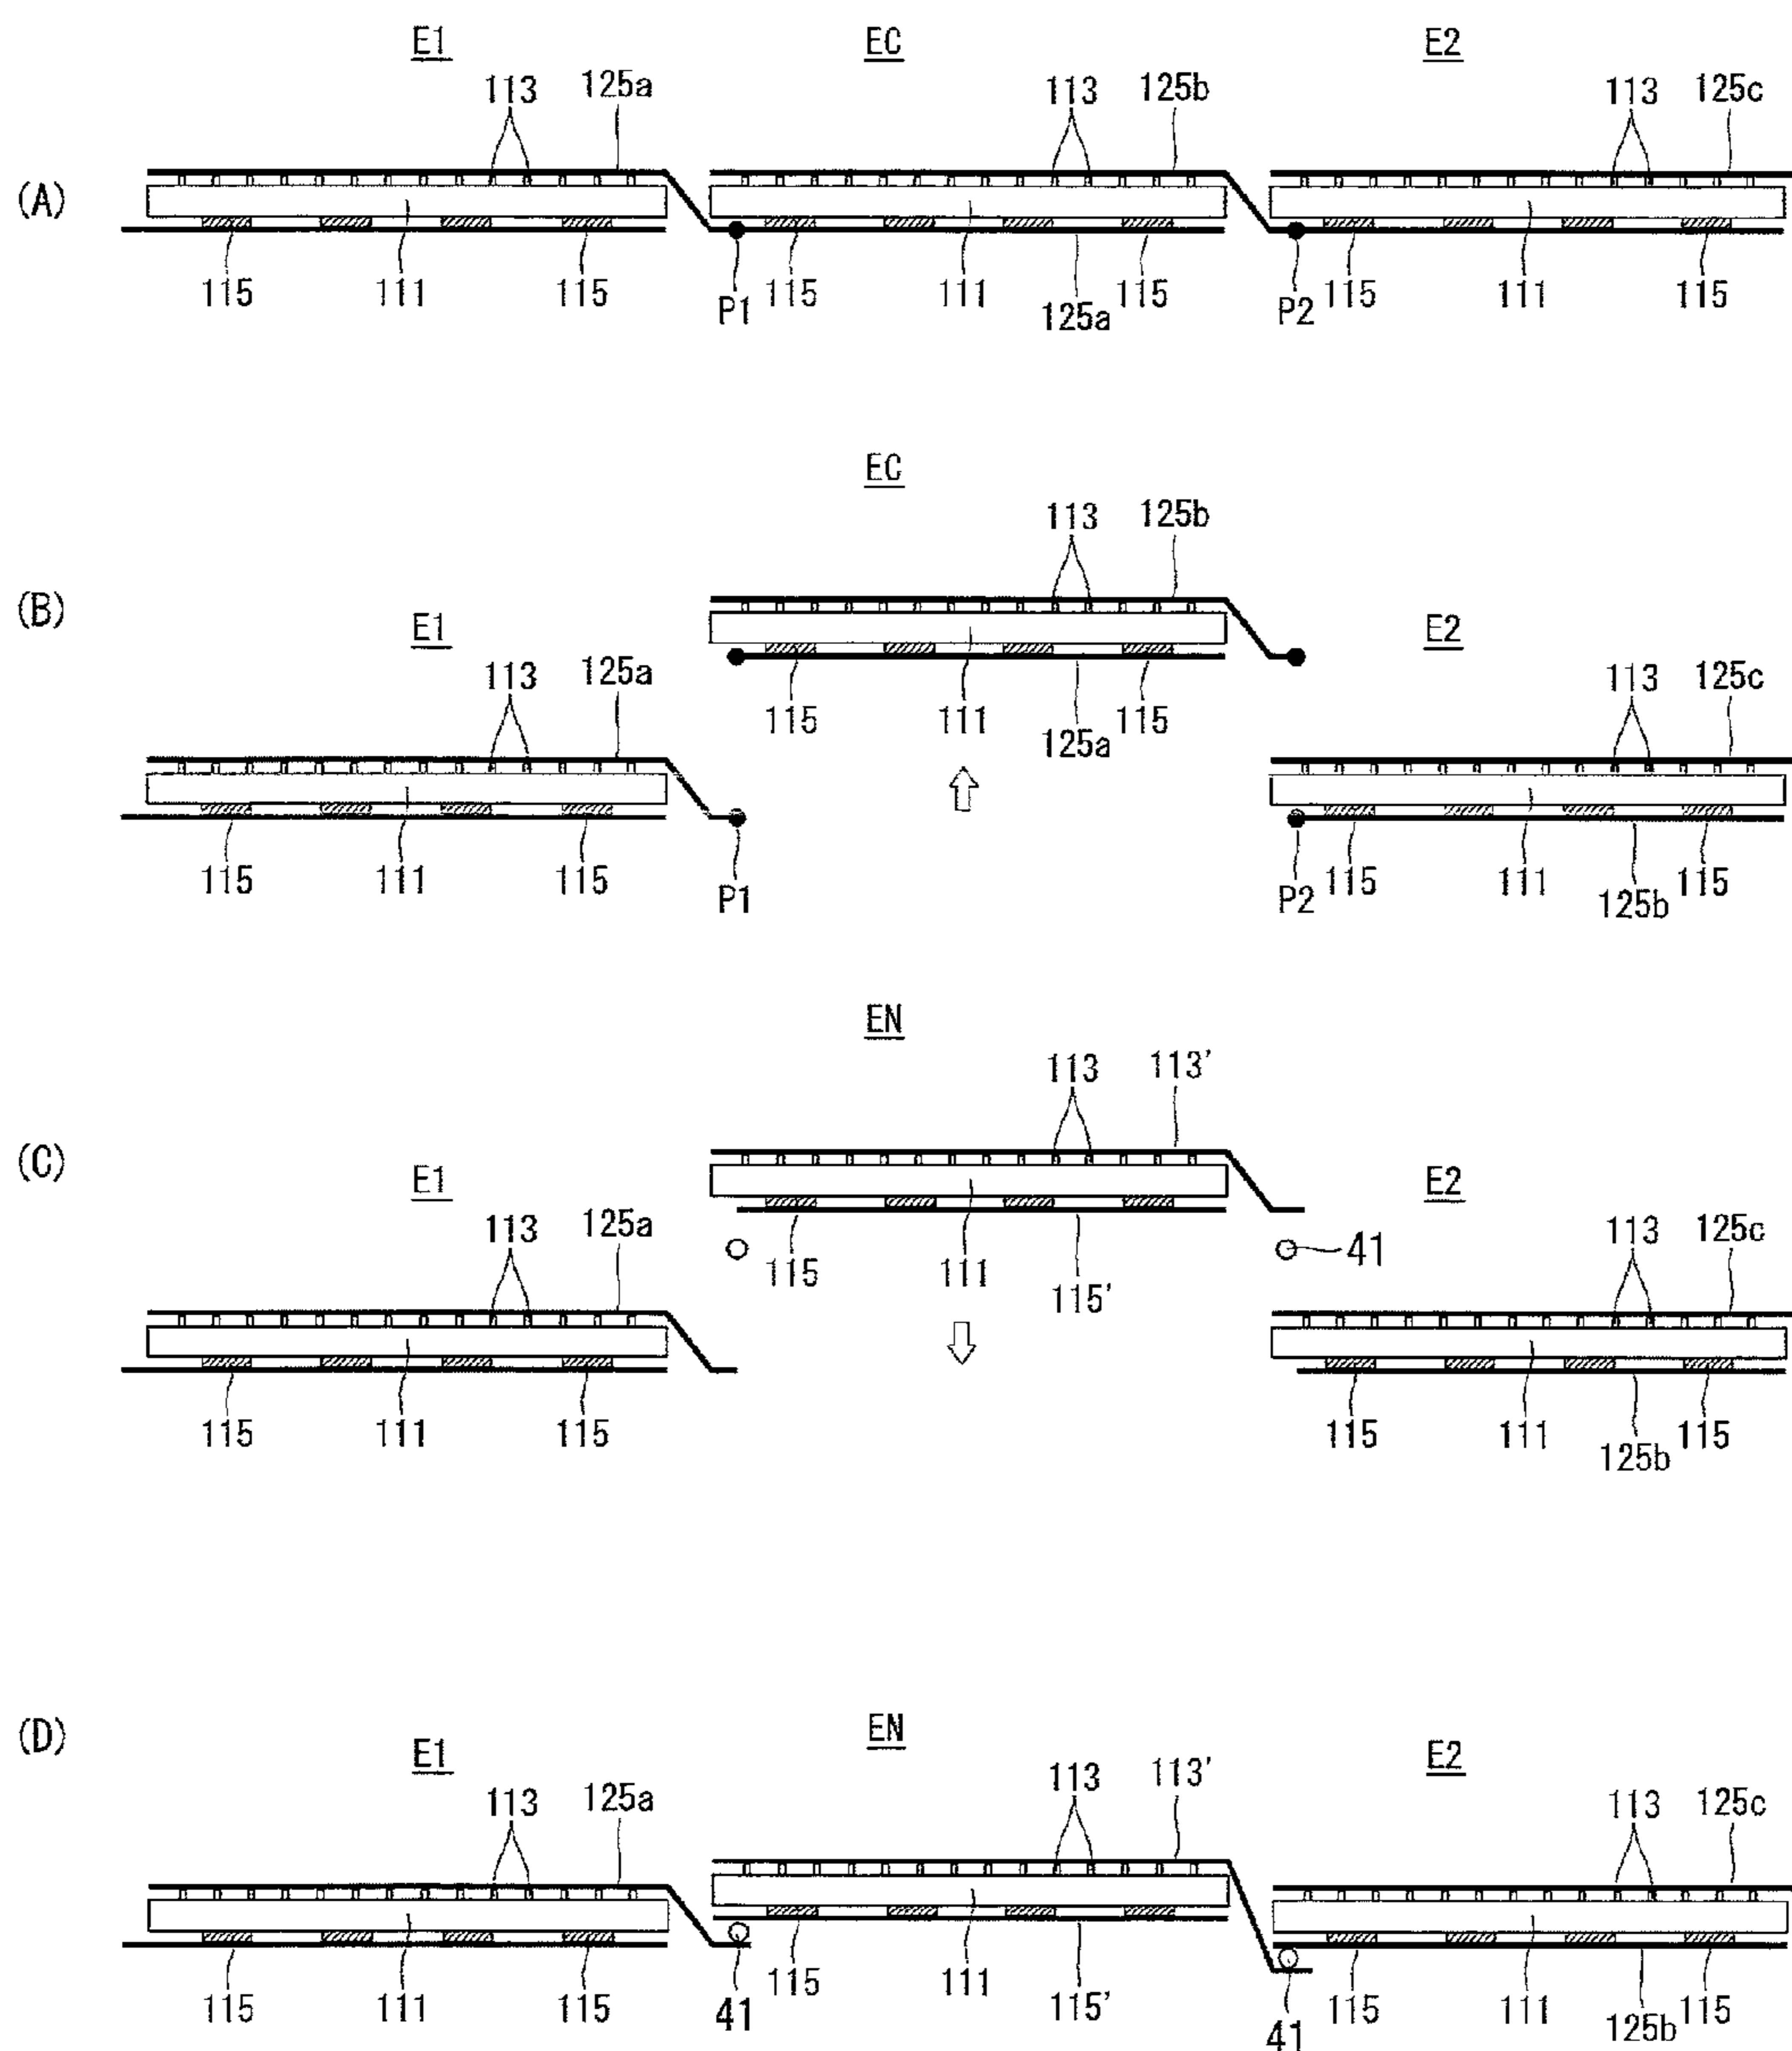 E1 EC E2
113 125a 113 125b 113 125c
(A)
115 111 115 P1 115 111 125a 115 P2 115 111 115
EC
113 125b
(B)
E1 E2
113 125a 115 111 125a 115 113 125c
115 111 115 P1 P2 115 111 125b 115
EN
113 113'
(C)
E1 E2
113 125a 115 111 115' 41 113 125c
115 111 115 115 111 125b 115
(D)
E1 EN E2
113 125a 113 113' 113 125c
115 111 115 41 115 111 115' 41 115 111 125b 115